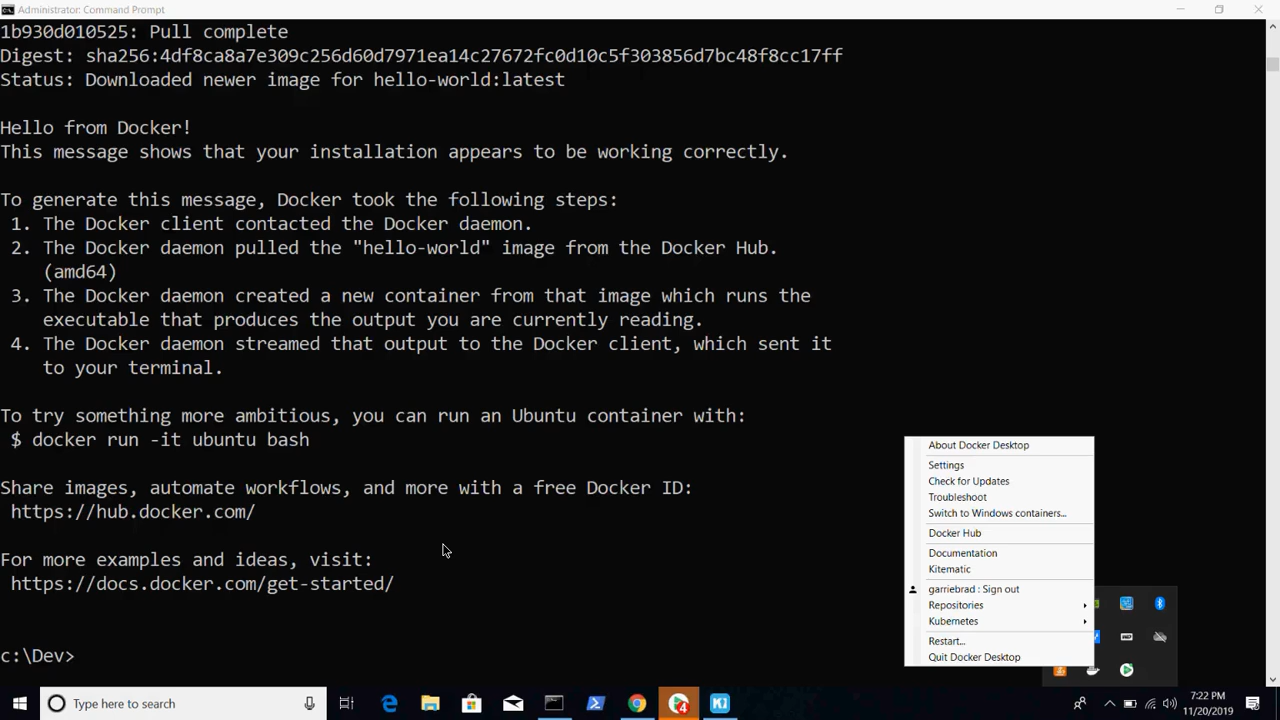 Administrator: Command Prompt
1b930d010525: Pull complete
Digest: sha256:4df8ca8a7e309c256d60d7971ea14c27672fc0d10c5f303856d7bc48f8cc17ff
Status: Downloaded newer image for hello-world:latest
Hello from Docker!
This message shows that your installation appears to be working correctly.
To generate this message, Docker took the following steps:
1. The Docker client contacted the Docker daemon.
2. The Docker daemon pulled the "hello-world" image from the Docker Hub.
(amd64)
3. The Docker daemon created a new container from that image which runs the
executable that produces the output you are currently reading.
4. The Docker daemon streamed that output to the Docker client, which sent it
to your terminal.
To try something more ambitious, you can run an Ubuntu container with:
$ docker run -it ubuntu bash
Share images, automate workflows, and more with a free Docker ID:
https://hub.docker.com/
For more examples and ideas, visit:
https://docs.docker.com/get-started/
c:\Dev>
About Docker Desktop
Settings
Check for Updates
Troubleshoot
Switch to Windows containers...
Docker Hub
Documentation
Kitematic
garriebrad : Sign out
Repositories
Kubernetes
Restart...
Quit Docker Desktop
Type here to search
4
7:22 PM
11/20/2019